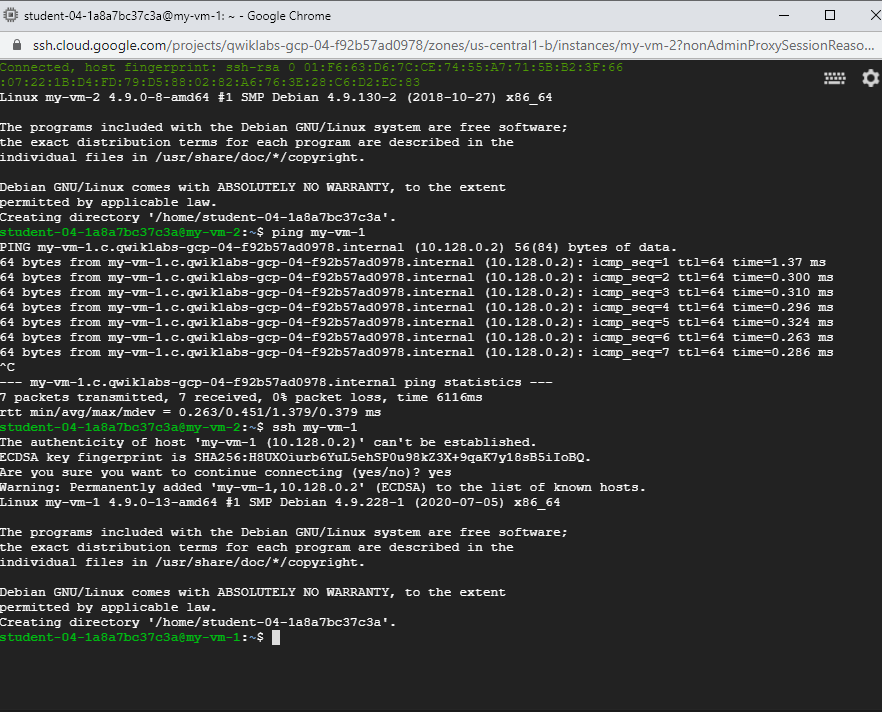 student-04-1a8a7bc37c3a@my-vm-1: ~ - Google Chrome
ssh.cloud.google.com/projects/qwiklabs-gcp-04-f92b57ad0978/zones/us-central1-b/instances/my-vm-2?nonAdminProxySessionReaso...
Connected, host fingerprint: ssh-rsa 0 01:F6:63:D6:7C:CE:74:55:A7:71:5B:B2:3F:66
:07:22:1B:D4:FD:79:D5:88:02:82:A6:76:3E:28:C6:D2:EC:83
Linux my-vm-2 4.9.0-8-amd64 #1 SMP Debian 4.9.130-2 (2018-10-27) x86_64
The programs included with the Debian GNU/Linux system are free software;
the exact distribution terms for each program are described in the
individual files in /usr/share/doc/*/copyright.
Debian GNU/Linux comes with ABSOLUTELY NO WARRANTY, to the extent
permitted by applicable law.
Creating directory '/home/student-04-1a8a7bc37c3a'.
student-04-1a8a7bc37c3a@my-vm-2:~$ ping my-vm-1
PING my-vm-1.c.qwiklabs-gcp-04-f92b57ad0978.internal (10.128.0.2) 56(84) bytes of data.
64 bytes from my-vm-1.c.qwiklabs-gcp-04-f92b57ad0978.internal (10.128.0.2): icmp_seq=1 ttl=64 time=1.37 ms
64 bytes from my-vm-1.c.qwiklabs-gcp-04-f92b57ad0978.internal (10.128.0.2): icmp_seq=2 ttl=64 time=0.300 ms
64 bytes from my-vm-1.c.qwiklabs-gcp-04-f92b57ad0978.internal (10.128.0.2): icmp_seq=3 ttl=64 time=0.310 ms
64 bytes from my-vm-1.c.qwiklabs-gcp-04-f92b57ad0978.internal (10.128.0.2): icmp_seq=4 ttl=64 time=0.296 ms
64 bytes from my-vm-1.c.qwiklabs-gcp-04-f92b57ad0978.internal (10.128.0.2): icmp_seq=5 ttl=64 time=0.324 ms
64 bytes from my-vm-1.c.qwiklabs-gcp-04-f92b57ad0978.internal (10.128.0.2): icmp_seq=6 ttl=64 time=0.263 ms
64 bytes from my-vm-1.c.qwiklabs-gcp-04-f92b57ad0978.internal (10.128.0.2): icmp_seq=7 ttl=64 time=0.286 ms
^C
--- my-vm-1.c.qwiklabs-gcp-04-f92b57ad0978.internal ping statistics ---
7 packets transmitted, 7 received, 0% packet loss, time 6116ms
rtt min/avg/max/mdev = 0.263/0.451/1.379/0.379 ms
student-04-1a8a7bc37c3a@my-vm-2:~$ ssh my-vm-1
The authenticity of host 'my-vm-1 (10.128.0.2)' can't be established.
ECDSA key fingerprint is SHA256:H8UXOiurb6YuL5ehSP0u98kZ3X+9qaK7y18sB5iIoBQ.
Are you sure you want to continue connecting (yes/no)? yes
Warning: Permanently added 'my-vm-1,10.128.0.2' (ECDSA) to the list of known hosts.
Linux my-vm-1 4.9.0-13-amd64 #1 SMP Debian 4.9.228-1 (2020-07-05) x86_64
The programs included with the Debian GNU/Linux system are free software;
the exact distribution terms for each program are described in the
individual files in /usr/share/doc/*/copyright.
Debian GNU/Linux comes with ABSOLUTELY NO WARRANTY, to the extent
permitted by applicable law.
Creating directory '/home/student-04-1a8a7bc37c3a'.
student-04-1a8a7bc37c3a@my-vm-1:~$